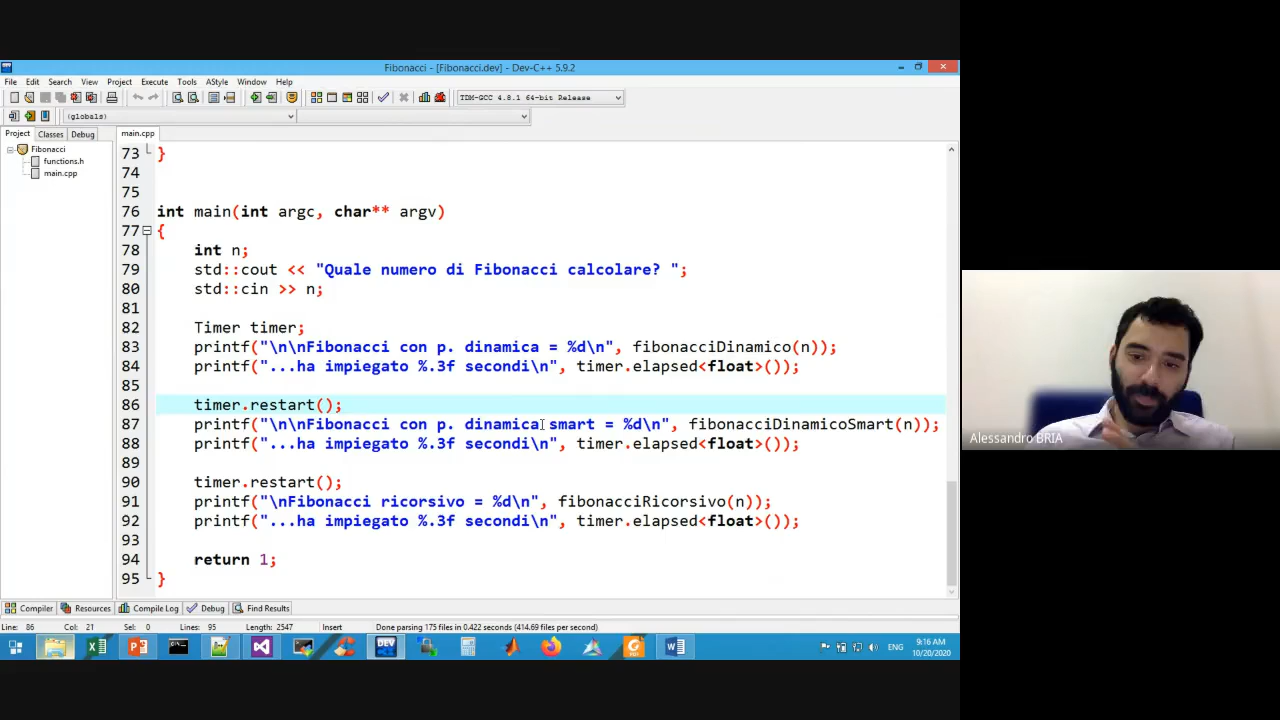 Fibonacci - [Fibonacci.dev] - Dev-C++ 5.9.2
File Edit Search View Project Execute Tools AStyle Window Help
TDM-GCC 4.8.1 64-bit Release
(globals)
Project Classes Debug
main.cpp
Fibonacci
functions.h
main.cpp
73 }
74
75
76 int main(int argc, char** argv)
77 {
78 int n;
79 std::cout << "Quale numero di Fibonacci calcolare? ";
80 std::cin >> n;
81
82 Timer timer;
83 printf("\n\nFibonacci con p. dinamica = %d\n", fibonacciDinamico(n));
84 printf("...ha impiegato %.3f secondi\n", timer.elapsed<float>());
85
86 timer.restart();
87 printf("\n\nFibonacci con p. dinamica smart = %d\n", fibonacciDinamicoSmart(n));
88 printf("...ha impiegato %.3f secondi\n", timer.elapsed<float>());
89
90 timer.restart();
91 printf("\nFibonacci ricorsivo = %d\n", fibonacciRicorsivo(n));
92 printf("...ha impiegato %.3f secondi\n", timer.elapsed<float>());
93
94 return 1;
95 }
Compiler Resources Compile Log Debug Find Results
Line: 86 Col: 21 Sel: 0 Lines: 95 Length: 2547 Insert Done parsing 175 files in 0.422 seconds (414.69 files per second)
DEV
ENG
9:16 AM
10/20/2020
Alessandro BRIA